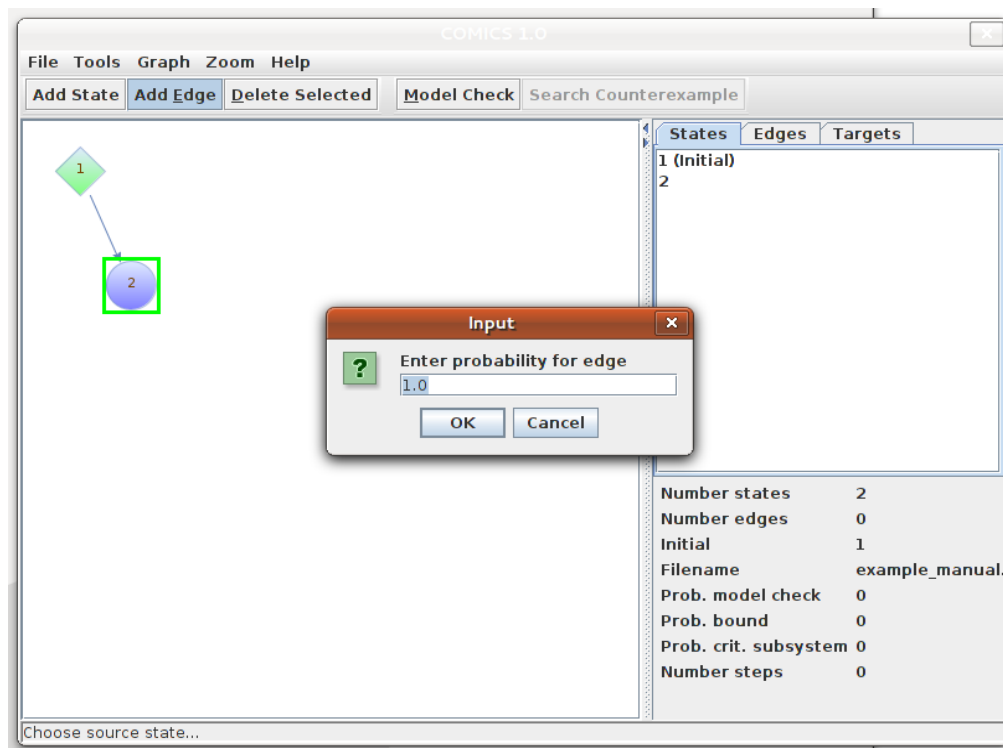 COMICS 1.0
File Tools Graph Zoom Help
Add State Add Edge Delete Selected Model Check Search Counterexample
1
2
States Edges Targets
1 (Initial)
2
Input
Enter probability for edge
1.0
OK Cancel
Number states 2
Number edges 0
Initial 1
Filename example_manual.
Prob. model check 0
Prob. bound 0
Prob. crit. subsystem 0
Number steps 0
Choose source state...